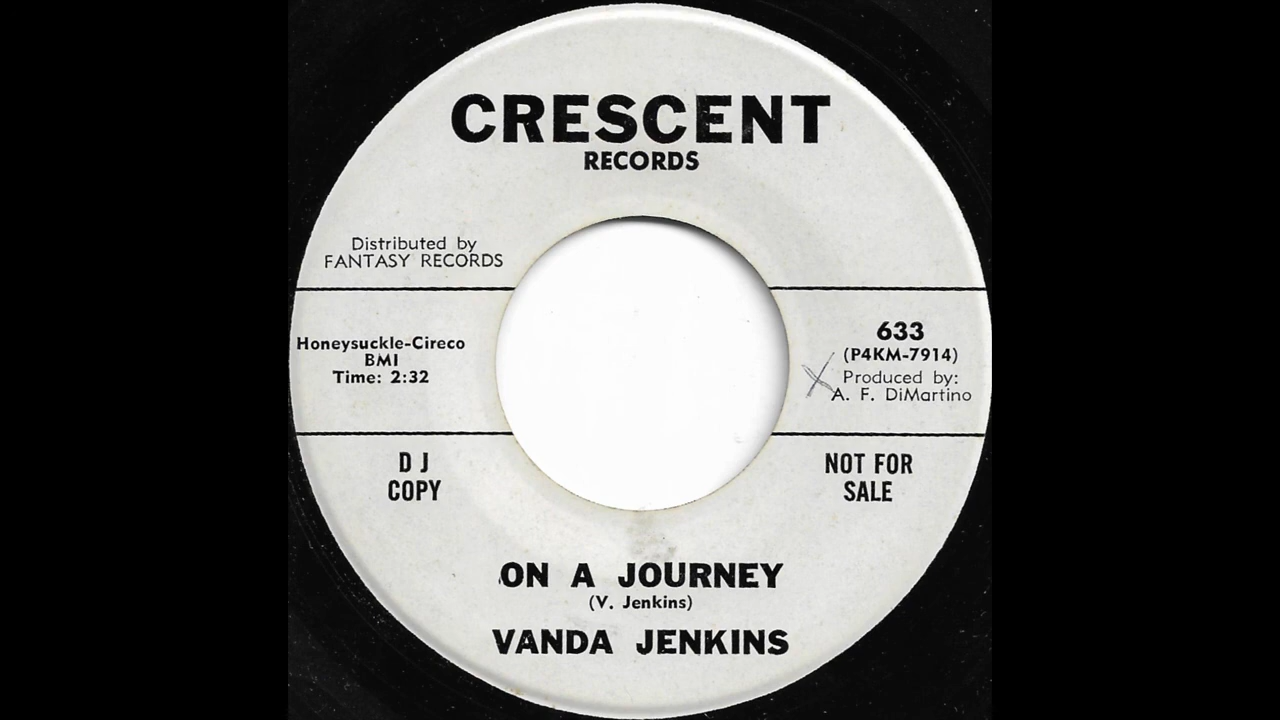 CRESCENT
RECORDS
Distributed by
FANTASY RECORDS
Honeysuckle-Cireco
BMI
Time: 2:32
633
(P4KM-7914)
Produced by:
A. F. DiMartino
D J
COPY
NOT FOR
SALE
ON A JOURNEY
(V. Jenkins)
VANDA JENKINS